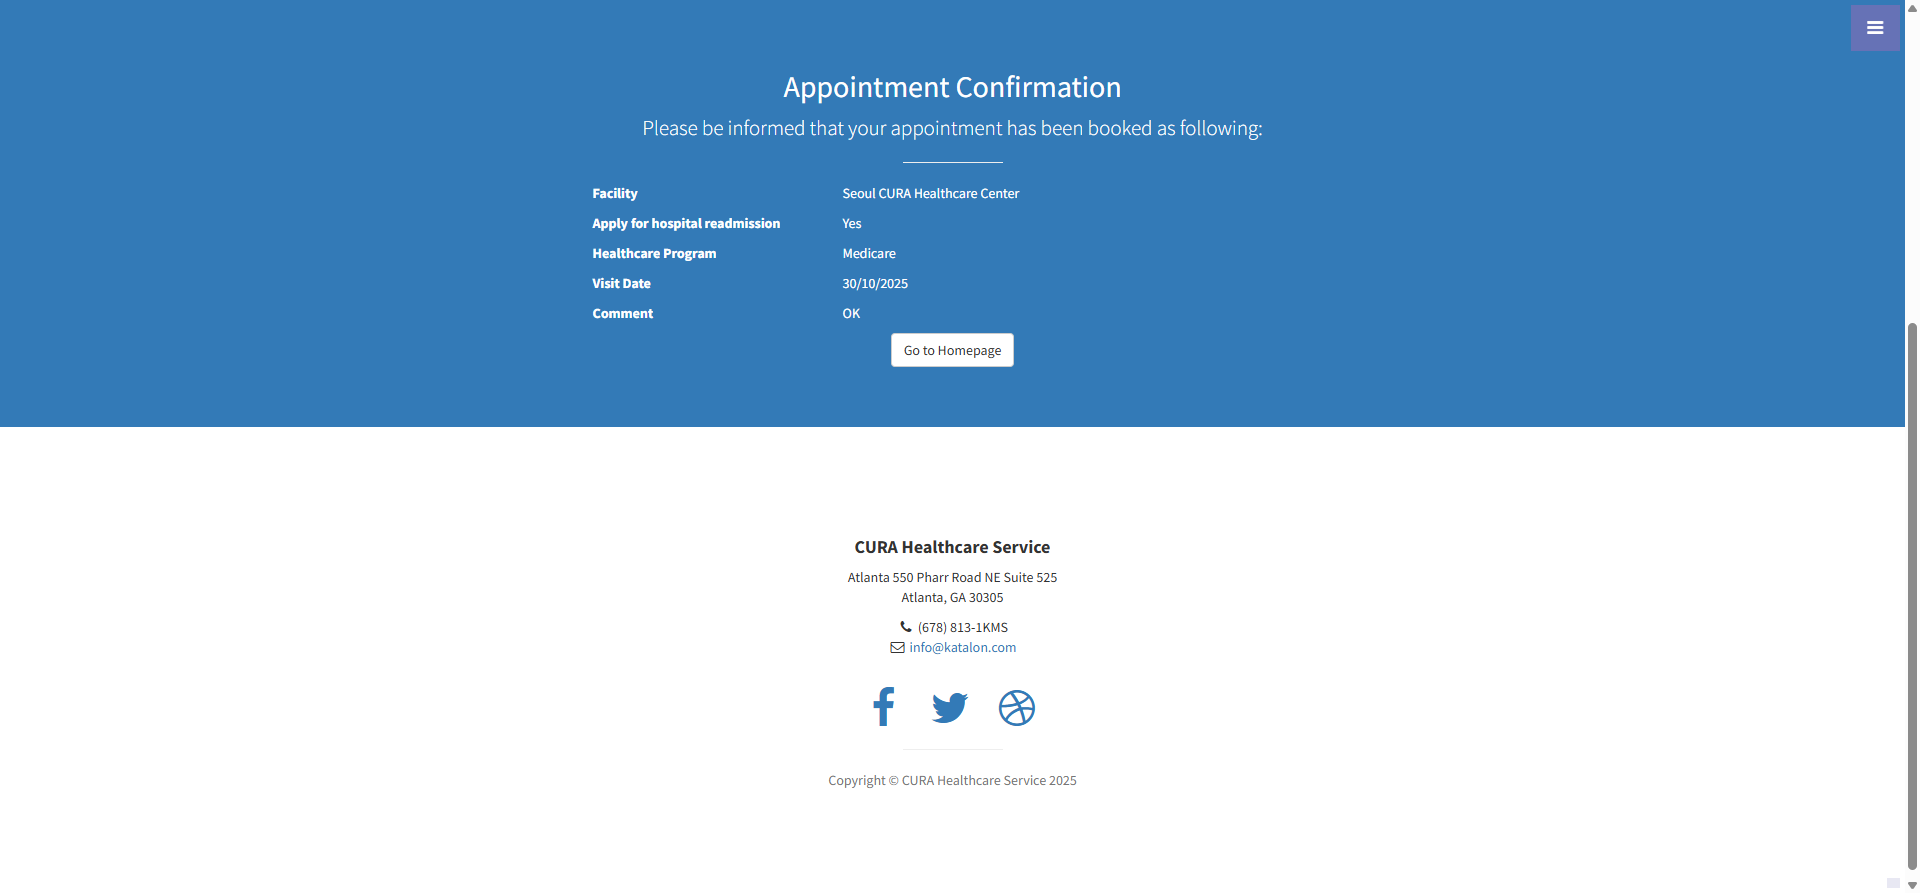 Appointment Confirmation
Please be informed that your appointment has been booked as following:
Facility Seoul CURA Healthcare Center
Apply for hospital readmission Yes
Healthcare Program Medicare
Visit Date 30/10/2025
Comment OK
Go to Homepage
CURA Healthcare Service
Atlanta 550 Pharr Road NE Suite 525
Atlanta, GA 30305
(678) 813-1KMS
info@katalon.com
Copyright © CURA Healthcare Service 2025